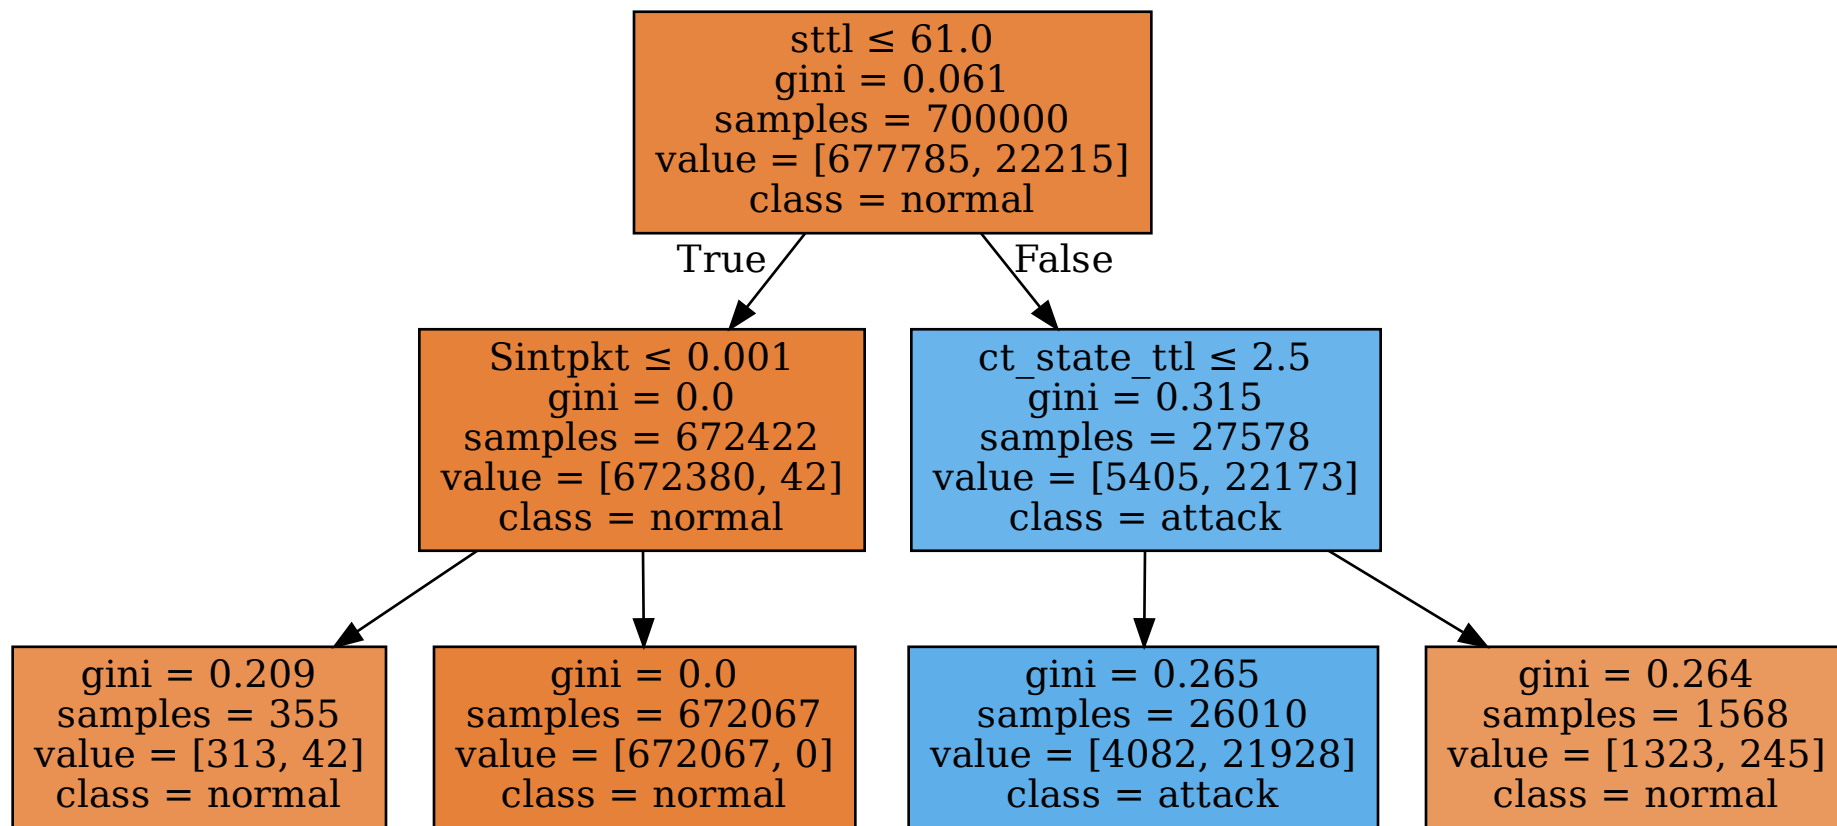 sttl ≤ 61.0
gini = 0.061
samples = 700000
value = [677785, 22215]
class = normal
True
False
Sintpkt ≤ 0.001
gini = 0.0
samples = 672422
value = [672380, 42]
class = normal
ct_state_ttl ≤ 2.5
gini = 0.315
samples = 27578
value = [5405, 22173]
class = attack
gini = 0.209
samples = 355
value = [313, 42]
class = normal
gini = 0.0
samples = 672067
value = [672067, 0]
class = normal
gini = 0.265
samples = 26010
value = [4082, 21928]
class = attack
gini = 0.264
samples = 1568
value = [1323, 245]
class = normal